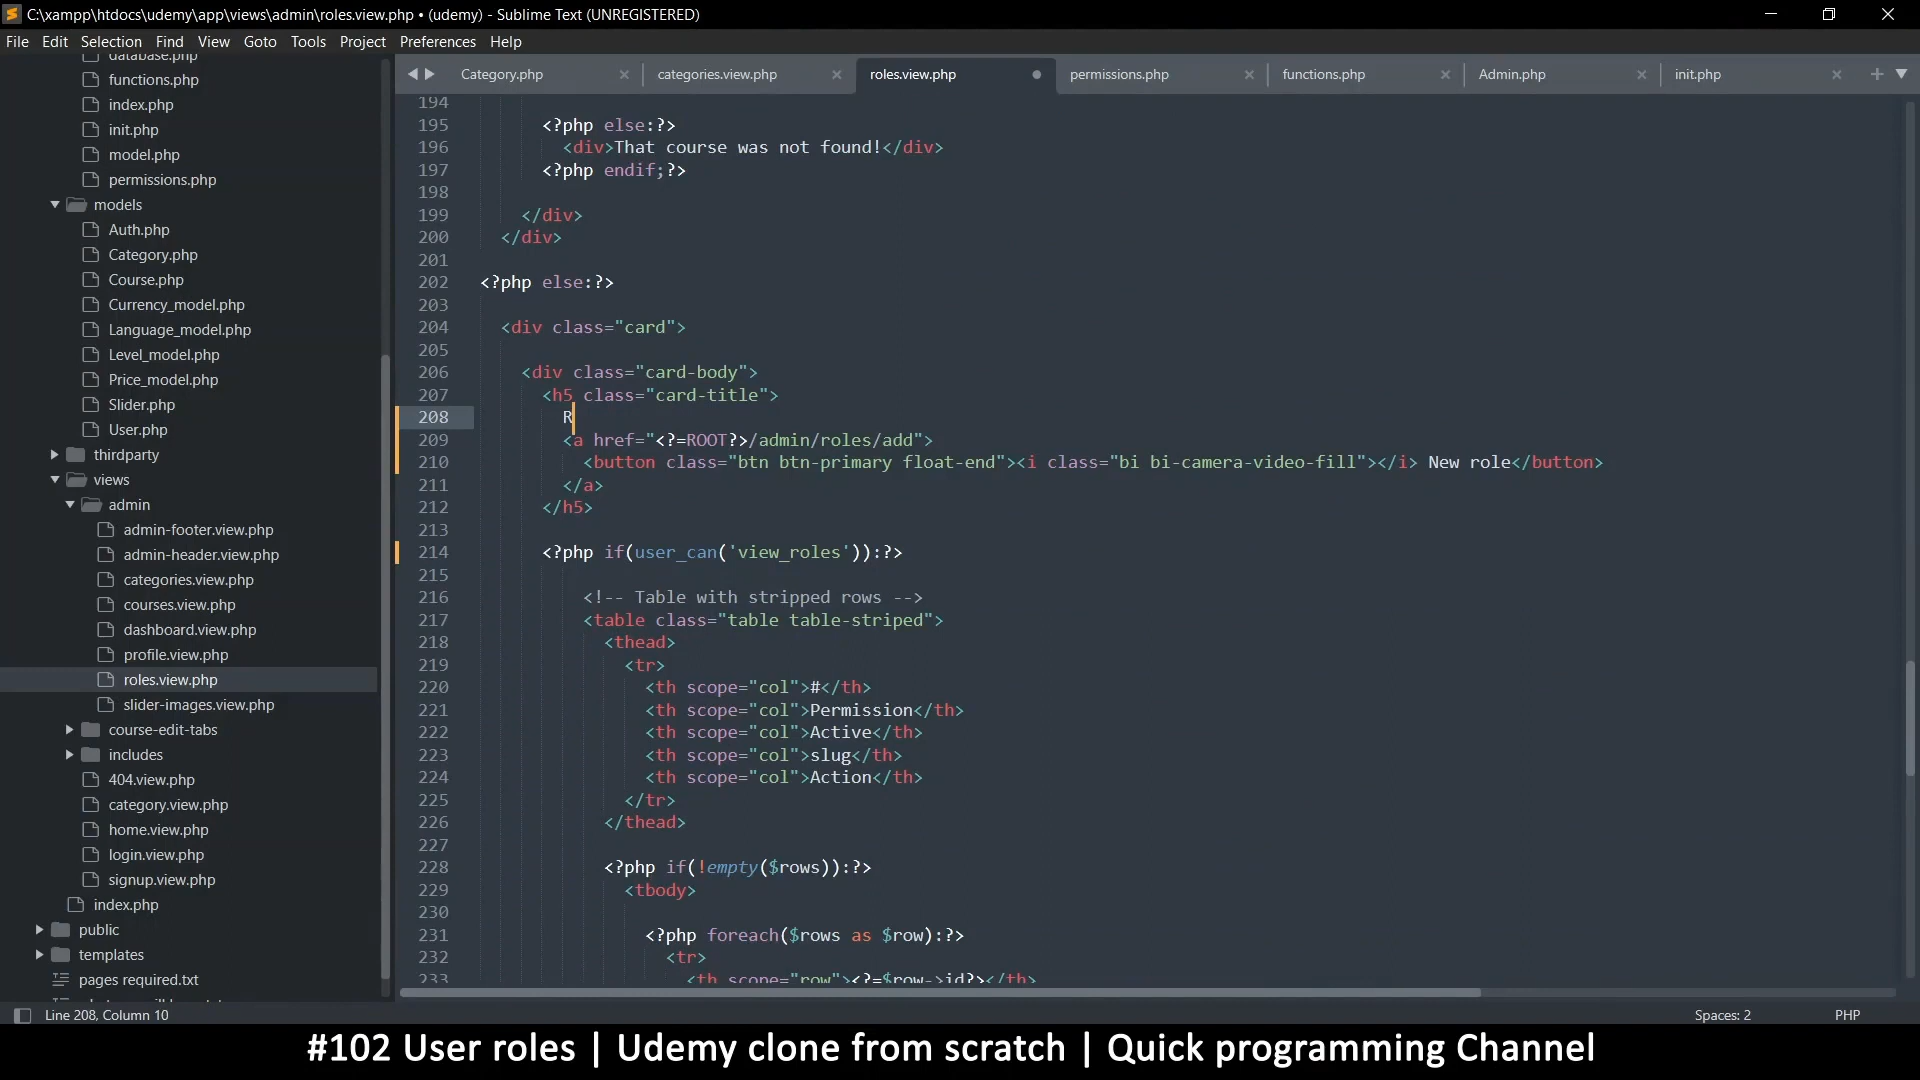 C:\xampp\htdocs\udemy\app\views\admin\roles.view.php • (udemy) - Sublime Text (UNREGISTERED)
File Edit Selection Find View Goto Tools Project Preferences Help
database.php
functions.php
index.php
init.php
model.php
permissions.php
models
Auth.php
Category.php
Course.php
Currency_model.php
Language_model.php
Level_model.php
Price_model.php
Slider.php
User.php
thirdparty
views
admin
admin-footer.view.php
admin-header.view.php
categories.view.php
courses.view.php
dashboard.view.php
profile.view.php
roles.view.php
slider-images.view.php
course-edit-tabs
includes
404.view.php
category.view.php
home.view.php
login.view.php
signup.view.php
index.php
public
templates
pages required.txt
Category.php categories.view.php roles.view.php permissions.php functions.php Admin.php init.php
194
195 <?php else:?>
196 <div>That course was not found!</div>
197 <?php endif;?>
198
199 </div>
200 </div>
201
202 <?php else:?>
203
204 <div class="card">
205
206 <div class="card-body">
207 <h5 class="card-title">
208 R
209 <a href="<?=ROOT?>/admin/roles/add">
210 <button class="btn btn-primary float-end"><i class="bi bi-camera-video-fill"></i> New role</button>
211 </a>
212 </h5>
213
214 <?php if(user_can('view_roles')):?>
215
216 <!-- Table with stripped rows -->
217 <table class="table table-striped">
218 <thead>
219 <tr>
220 <th scope="col">#</th>
221 <th scope="col">Permission</th>
222 <th scope="col">Active</th>
223 <th scope="col">slug</th>
224 <th scope="col">Action</th>
225 </tr>
226 </thead>
227
228 <?php if(!empty($rows)):?>
229 <tbody>
230
231 <?php foreach($rows as $row):?>
232 <tr>
233 <th scope="row"><?=$row->id?></th>
Line 208, Column 10
Spaces: 2
PHP
#102 User roles | Udemy clone from scratch | Quick programming Channel